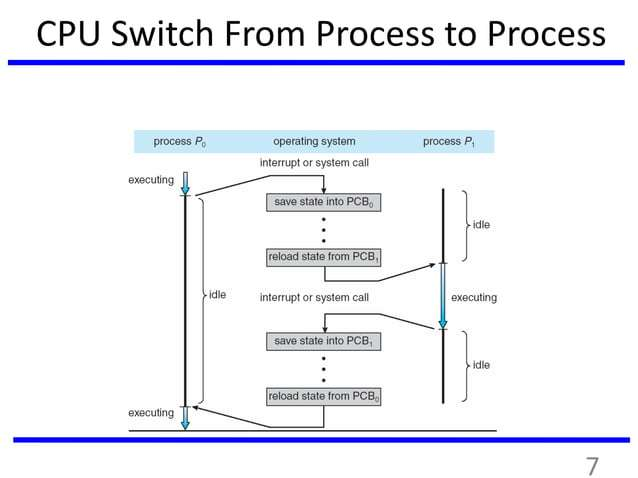 CPU Switch From Process to Process
process P0 operating system process P1
interrupt or system call
executing
save state into PCB0
idle
reload state from PCB1
idle
interrupt or system call
executing
save state into PCB1
idle
reload state from PCB0
executing
7